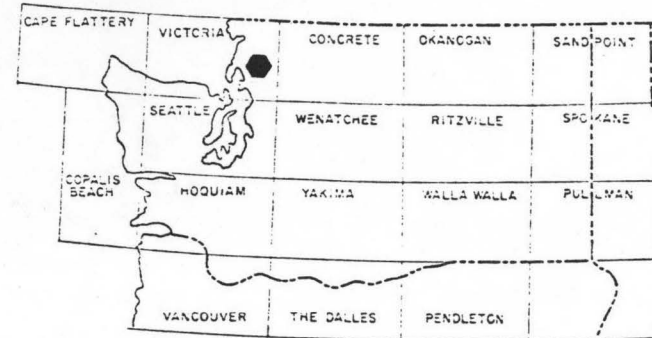 CAPE FLATTERY VICTORIA CONCRETE OKANOGAN SANDPOINT
SEATTLE WENATCHEE RITZVILLE SPOKANE
COPALIS BEACH HOQUIAM YAKIMA WALLA WALLA PULLMAN
VANCOUVER THE DALLES PENDLETON